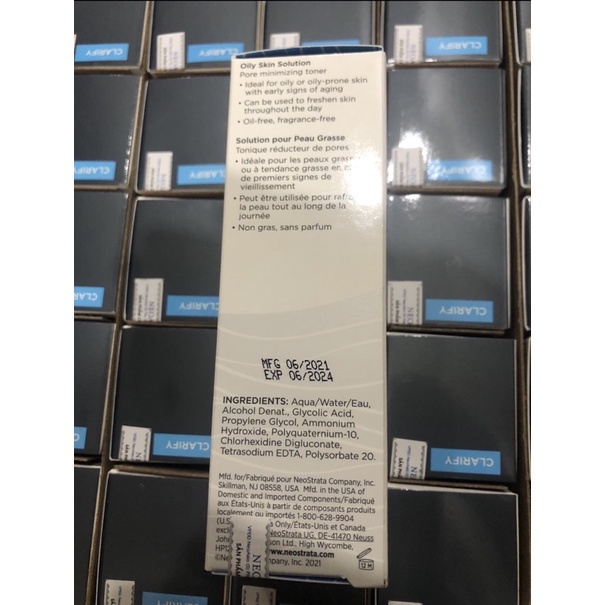 Oily Skin Solution
Pore minimizing toner
• Ideal for oily or oily-prone skin
with early signs of aging
• Can be used to freshen skin
throughout the day
• Oil-free, fragrance-free
Solution pour Peau Grasse
Tonique réducteur de pores
• Idéale pour les peaux
ou à tendance grasse
de premiers signes de
vieillissement
• Peut être utilisée pour
la peau tout au long de la
journée
• Non gras, sans parfum
MFG 06/2021
EXP 06/2024
INGREDIENTS: Aqua/Water/Eau,
Alcohol Denat., Glycolic Acid,
Propylene Glycol, Ammonium
Hydroxide, Polyquaternium-10,
Chlorhexidine Digluconate,
Tetrasodium EDTA, Polysorbate 20.
Mfd. for/Fabriqué pour NeoStrata Company, Inc.
Skillman, NJ 08558, USA Mfd. in the USA of
Domestic and Imported Components/Fabriqué
aux États-Unis à partir de composants produits
localement ou importés 1-800-628-9904
(U.S. Only/États-Unis et Canada
NeoStrata UG, DE-41470 Neuss
Ltd., High Wycombe,
www.neostrata.com
Inc. 2021
12 M
NEO
SẢN PHẨM
CLARIFY
CLARIFY
CLARIFY
CLARIFY
CLARIFY
CLARIFY
CLARIFY
CLARIFY
CLARIFY